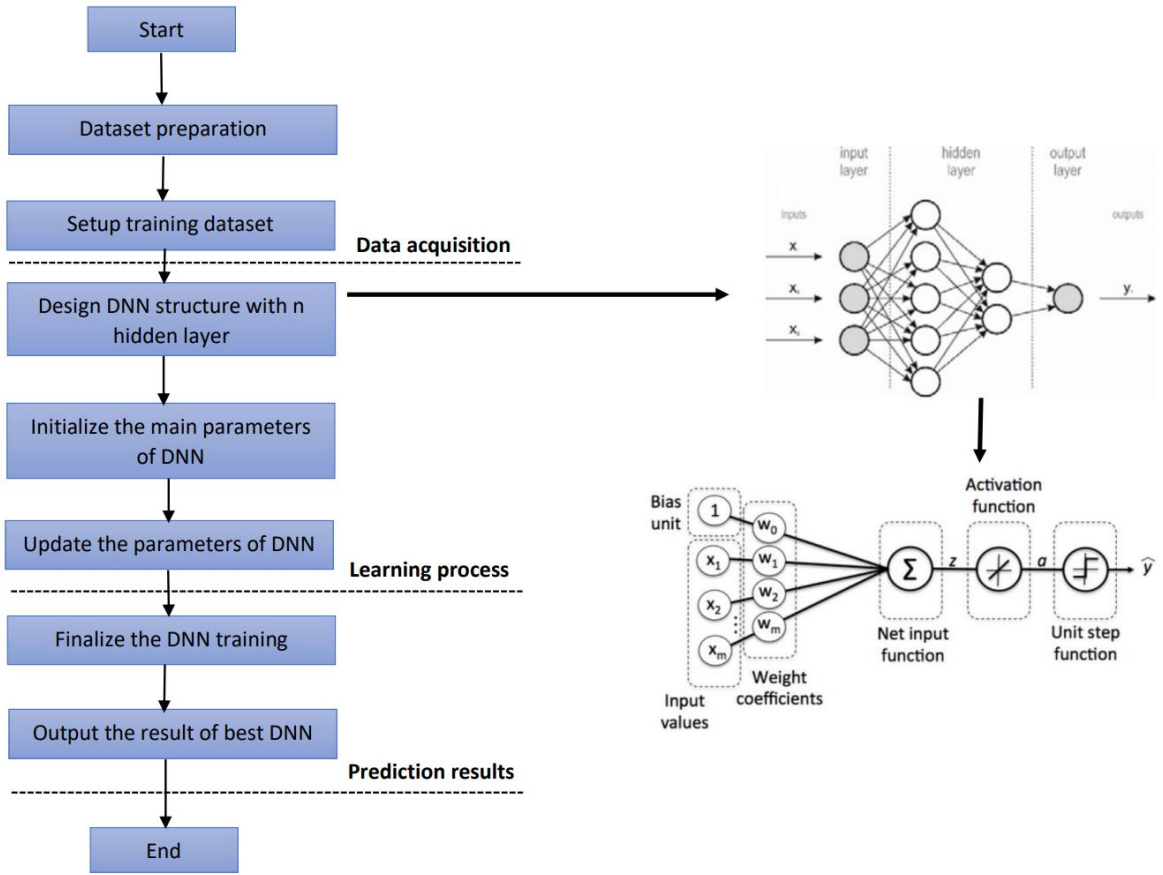 Start
Dataset preparation
Setup training dataset
Data acquisition
Design DNN structure with n
hidden layer
Initialize the main parameters
of DNN
Update the parameters of DNN
Learning process
Finalize the DNN training
Output the result of best DNN
Prediction results
End
input
layer
hidden
layer
output
layer
inputs
outputs
x
x
x
y
Activation
function
Bias
unit
1
w₀
x₁
w₁
x₂
w₂
⋮
xₘ
wₘ
Σ
z
a
ŷ
Net input
function
Unit step
function
Weight
coefficients
Input
values